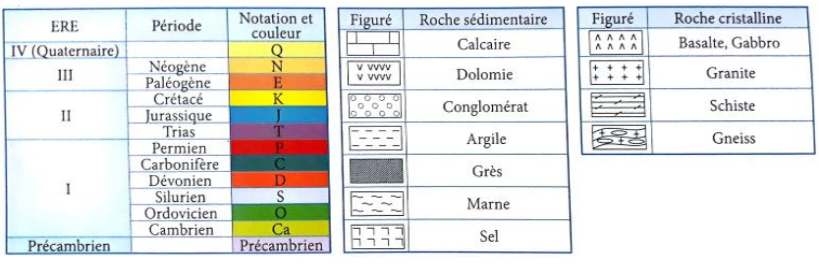 ERE Période Notation et couleur
IV (Quaternaire) Q
III Néogène N
Paléogène E
Crétacé K
II Jurassique J
Trias T
Permien P
Carbonifère C
I Dévonien D
Silurien S
Ordovicien O
Cambrien Ca
Précambrien Précambrien
Figuré Roche sédimentaire
Calcaire
Dolomie
Conglomérat
Argile
Grès
Marne
Sel
Figuré Roche cristalline
Basalte, Gabbro
Granite
Schiste
Gneiss